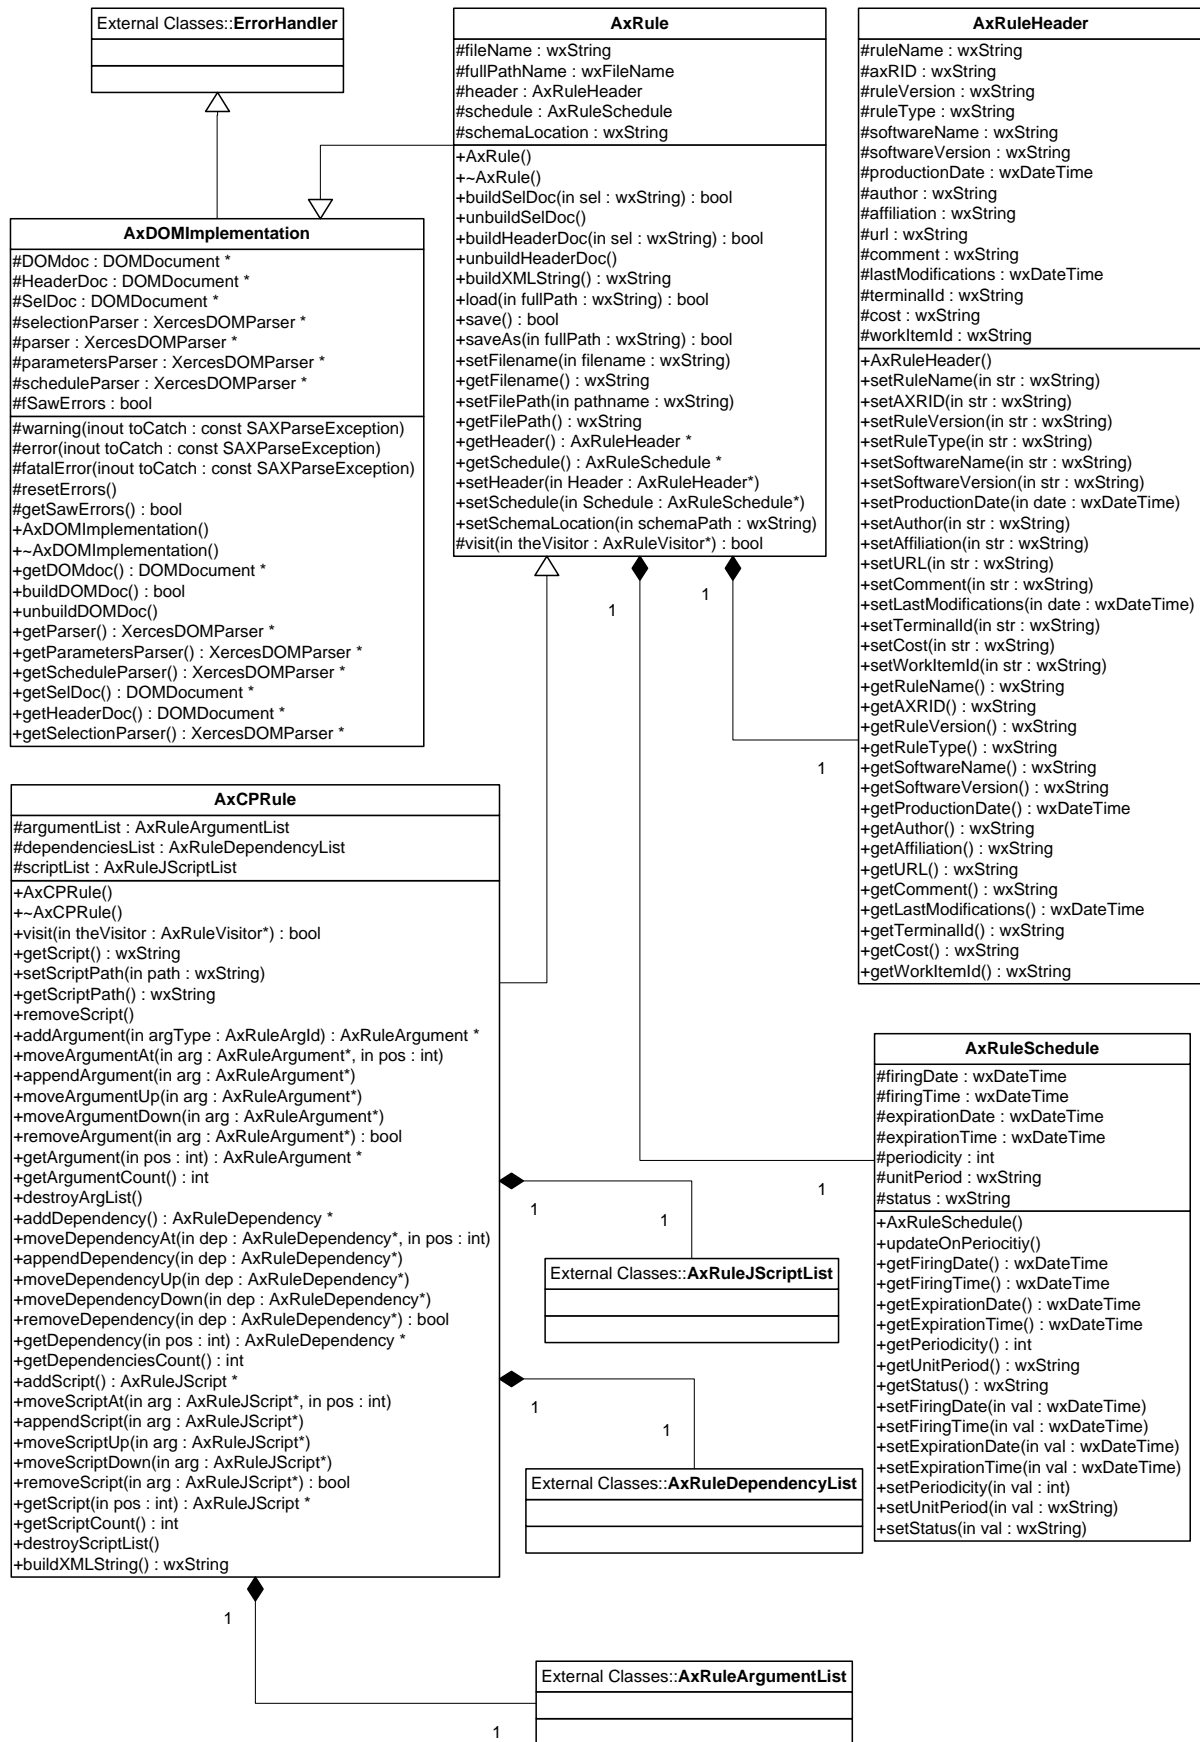 External Classes::ErrorHandler
AxRule
#fileName : wxString
#fullPathName : wxFileName
#header : AxRuleHeader
#schedule : AxRuleSchedule
#schemaLocation : wxString
+AxRule()
+~AxRule()
+buildSelDoc(in sel : wxString) : bool
+unbuildSelDoc()
+buildHeaderDoc(in sel : wxString) : bool
+unbuildHeaderDoc()
+buildXMLString() : wxString
+load(in fullPath : wxString) : bool
+save() : bool
+saveAs(in fullPath : wxString) : bool
+setFilename(in filename : wxString)
+getFilename() : wxString
+setFilePath(in pathname : wxString)
+getFilePath() : wxString
+getHeader() : AxRuleHeader *
+getSchedule() : AxRuleSchedule *
+setHeader(in Header : AxRuleHeader*)
+setSchedule(in Schedule : AxRuleSchedule*)
+setSchemaLocation(in schemaPath : wxString)
#visit(in theVisitor : AxRuleVisitor*) : bool
1
1
AxRuleHeader
#ruleName : wxString
#axRID : wxString
#ruleVersion : wxString
#ruleType : wxString
#softwareName : wxString
#softwareVersion : wxString
#productionDate : wxDateTime
#author : wxString
#affiliation : wxString
#url : wxString
#comment : wxString
#lastModifications : wxDateTime
#terminalId : wxString
#cost : wxString
#workItemId : wxString
+AxRuleHeader()
+setRuleName(in str : wxString)
+setAXRID(in str : wxString)
+setRuleVersion(in str : wxString)
+setRuleType(in str : wxString)
+setSoftwareName(in str : wxString)
+setSoftwareVersion(in str : wxString)
+setProductionDate(in date : wxDateTime)
+setAuthor(in str : wxString)
+setAffiliation(in str : wxString)
+setURL(in str : wxString)
+setComment(in str : wxString)
+setLastModifications(in date : wxDateTime)
+setTerminalId(in str : wxString)
+setCost(in str : wxString)
+setWorkItemId(in str : wxString)
+getRuleName() : wxString
+getAXRID() : wxString
+getRuleVersion() : wxString
+getRuleType() : wxString
+getSoftwareName() : wxString
+getSoftwareVersion() : wxString
+getProductionDate() : wxDateTime
+getAuthor() : wxString
+getAffiliation() : wxString
+getURL() : wxString
+getComment() : wxString
+getLastModifications() : wxDateTime
+getTerminalId() : wxString
+getCost() : wxString
+getWorkItemId() : wxString
1
AxDOMImplementation
#DOMdoc : DOMDocument *
#HeaderDoc : DOMDocument *
#SelDoc : DOMDocument *
#selectionParser : XercesDOMParser *
#parser : XercesDOMParser *
#parametersParser : XercesDOMParser *
#scheduleParser : XercesDOMParser *
#fSawErrors : bool
#warning(inout toCatch : const SAXParseException)
#error(inout toCatch : const SAXParseException)
#fatalError(inout toCatch : const SAXParseException)
#resetErrors()
#getSawErrors() : bool
+AxDOMImplementation()
+~AxDOMImplementation()
+getDOMdoc() : DOMDocument *
+buildDOMDoc() : bool
+unbuildDOMDoc()
+getParser() : XercesDOMParser *
+getParametersParser() : XercesDOMParser *
+getScheduleParser() : XercesDOMParser *
+getSelDoc() : DOMDocument *
+getHeaderDoc() : DOMDocument *
+getSelectionParser() : XercesDOMParser *
AxCPRule
#argumentList : AxRuleArgumentList
#dependenciesList : AxRuleDependencyList
#scriptList : AxRuleJScriptList
+AxCPRule()
+~AxCPRule()
+visit(in theVisitor : AxRuleVisitor*) : bool
+getScript() : wxString
+setScriptPath(in path : wxString)
+getScriptPath() : wxString
+removeScript()
+addArgument(in argType : AxRuleArgId) : AxRuleArgument *
+moveArgumentAt(in arg : AxRuleArgument*, in pos : int)
+appendArgument(in arg : AxRuleArgument*)
+moveArgumentUp(in arg : AxRuleArgument*)
+moveArgumentDown(in arg : AxRuleArgument*)
+removeArgument(in arg : AxRuleArgument*) : bool
+getArgument(in pos : int) : AxRuleArgument *
+getArgumentCount() : int
+destroyArgList()
+addDependency() : AxRuleDependency *
+moveDependencyAt(in dep : AxRuleDependency*, in pos : int)
+appendDependency(in dep : AxRuleDependency*)
+moveDependencyUp(in dep : AxRuleDependency*)
+moveDependencyDown(in dep : AxRuleDependency*)
+removeDependency(in dep : AxRuleDependency*) : bool
+getDependency(in pos : int) : AxRuleDependency *
+getDependenciesCount() : int
+addScript() : AxRuleJScript *
+moveScriptAt(in arg : AxRuleJScript*, in pos : int)
+appendScript(in arg : AxRuleJScript*)
+moveScriptUp(in arg : AxRuleJScript*)
+moveScriptDown(in arg : AxRuleJScript*)
+removeScript(in arg : AxRuleJScript*) : bool
+getScript(in pos : int) : AxRuleJScript *
+getScriptCount() : int
+destroyScriptList()
+buildXMLString() : wxString
AxRuleSchedule
#firingDate : wxDateTime
#firingTime : wxDateTime
#expirationDate : wxDateTime
#expirationTime : wxDateTime
#periodicity : int
#unitPeriod : wxString
#status : wxString
+AxRuleSchedule()
+updateOnPeriocitiy()
+getFiringDate() : wxDateTime
+getFiringTime() : wxDateTime
+getExpirationDate() : wxDateTime
+getExpirationTime() : wxDateTime
+getPeriodicity() : int
+getUnitPeriod() : wxString
+getStatus() : wxString
+setFiringDate(in val : wxDateTime)
+setFiringTime(in val : wxDateTime)
+setExpirationDate(in val : wxDateTime)
+setExpirationTime(in val : wxDateTime)
+setPeriodicity(in val : int)
+setUnitPeriod(in val : wxString)
+setStatus(in val : wxString)
1
1
1
External Classes::AxRuleJScriptList
1
1
External Classes::AxRuleDependencyList
1
External Classes::AxRuleArgumentList
1